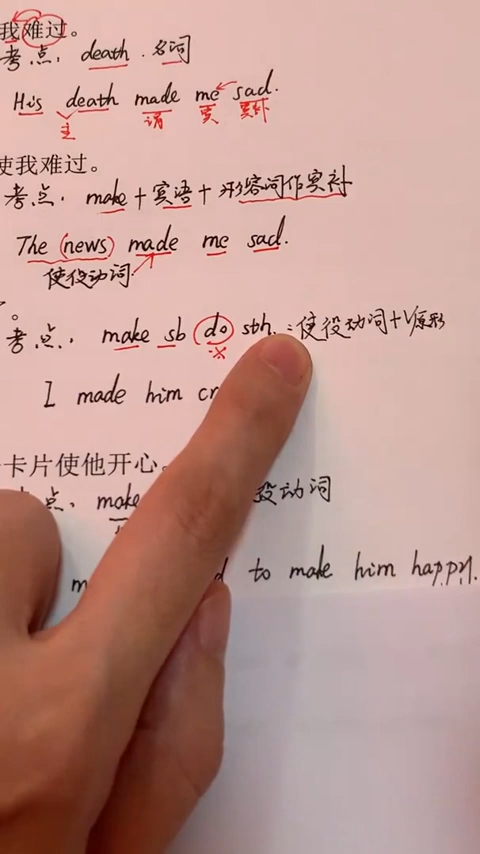 我难过。
考点: death. 名词
His death made me sad.
主 谓 宾 宾补
使我难过。
考点: make + 宾语 + 形容词作宾补
The (news) made me sad.
使役动词
考点: make sb do sth. :使役动词+V原形
I made him
卡片使他开心。
点: make 役动词
to make him happy.